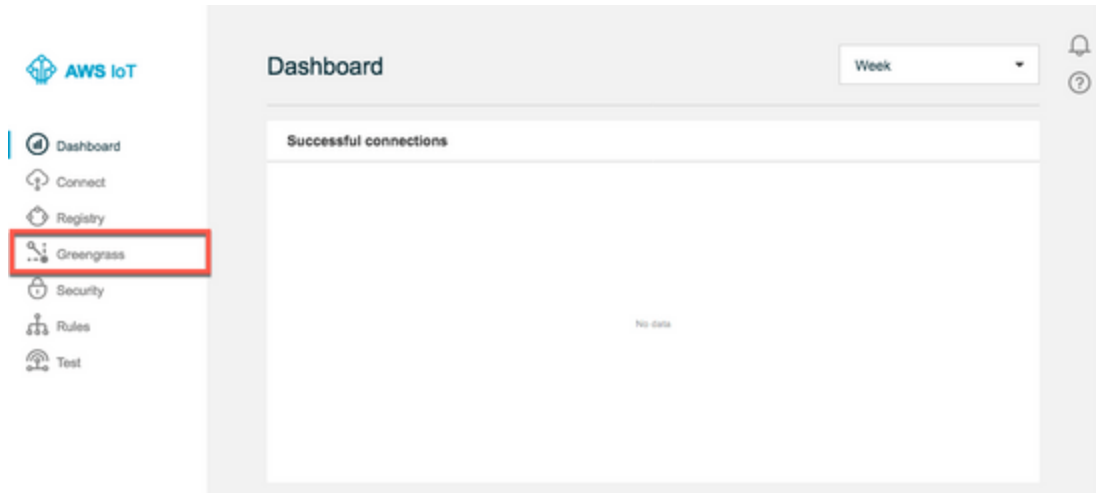 AWS IoT
Dashboard
Connect
Registry
Greengrass
Security
Rules
Test
Dashboard
Week
Successful connections
No data